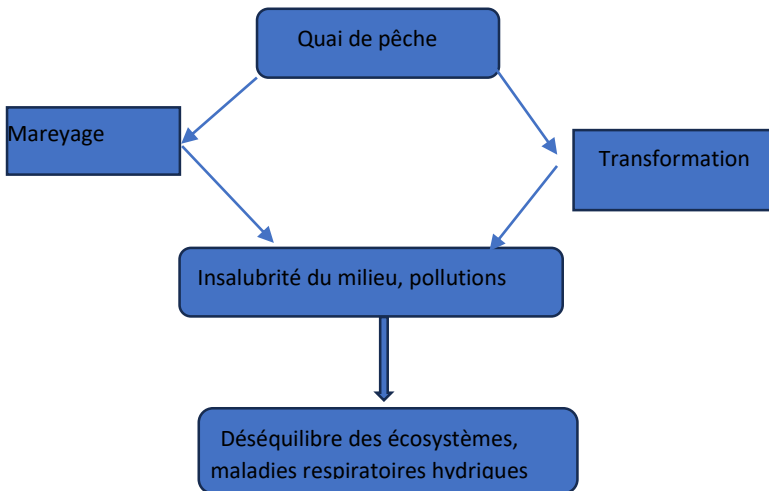 Quai de pêche
Mareyage
Transformation
Insalubrité du milieu, pollutions
Déséquilibre des écosystèmes,
maladies respiratoires hydriques